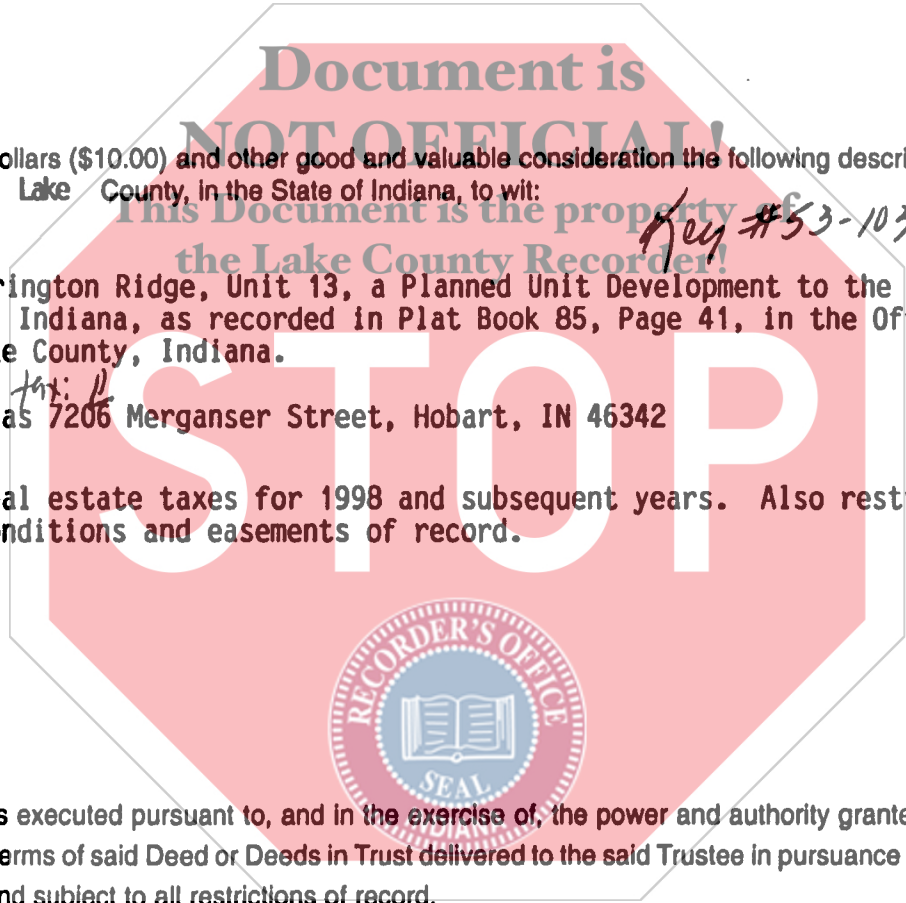 Document is
NOT OFFICIAL!
ollars ($10.00) and other good and valuable consideration the following descri
Lake County, in the State of Indiana, to wit:
This Document is the property of
Key #53-103
the Lake County Recorder!
rington Ridge, Unit 13, a Planned Unit Development to the
Indiana, as recorded in Plat Book 85, Page 41, in the Of
e County, Indiana.
tax:
as 7206 Merganser Street, Hobart, IN 46342
STOP
al estate taxes for 1998 and subsequent years. Also rest
nditions and easements of record.
RECORDER'S OFFICE
SEAL
INDIANA
s executed pursuant to, and in the exercise of, the power and authority grante
erms of said Deed or Deeds in Trust delivered to the said Trustee in pursuance
nd subject to all restrictions of record.